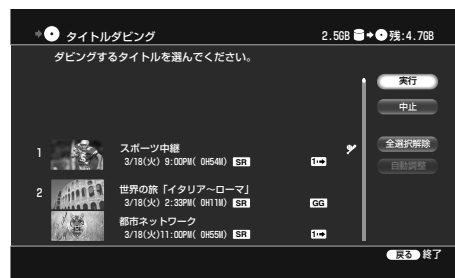 タイトルダビング 2.5GB 残:4.7GB
ダビングするタイトルを選んでください。
実行
中止
全選択解除
自動調整
1 スポーツ中継
3/18(火) 9:00PM( 0H54M) SR 1
2 世界の旅「イタリア〜ローマ」
3/18(火) 2:33PM( 0H11M) SR GG
都市ネットワーク
3/18(火)11:00PM( 0H55M) SR 1
戻る 終了